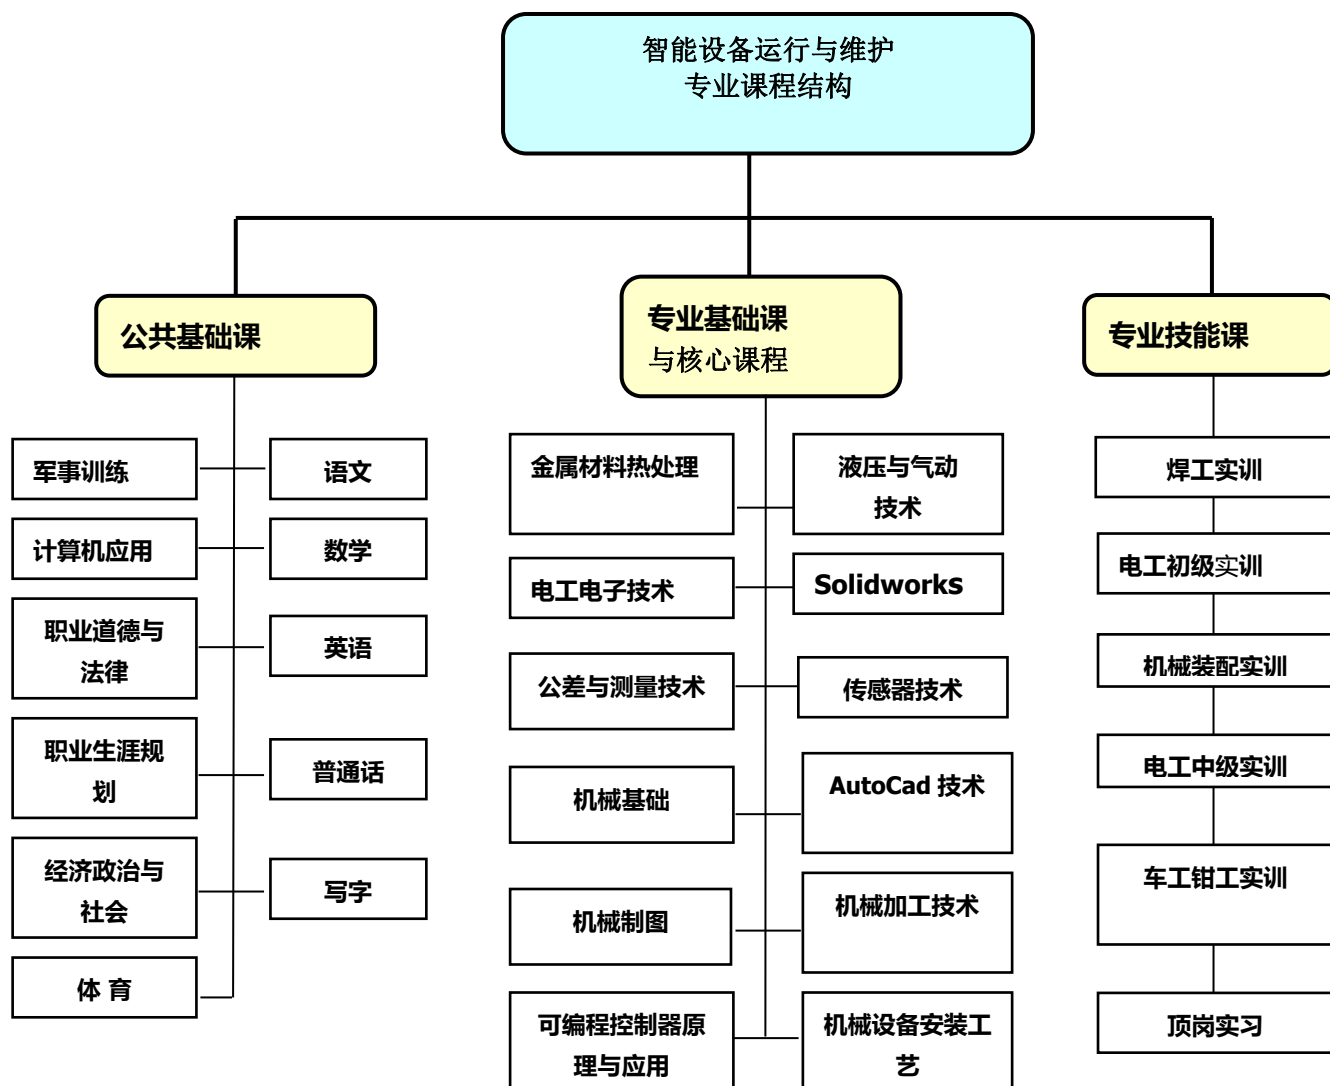 智能设备运行与维护
专业课程结构
公共基础课
专业基础课
与核心课程
专业技能课
军事训练
语文
计算机应用
数学
职业道德与
法律
英语
职业生涯规
划
普通话
经济政治与
社会
写字
体 育
金属材料热处理
液压与气动
技术
电工电子技术
Solidworks
公差与测量技术
传感器技术
机械基础
AutoCad 技术
机械制图
机械加工技术
可编程控制器原
理与应用
机械设备安装工
艺
焊工实训
电工初级实训
机械装配实训
电工中级实训
车工钳工实训
顶岗实习